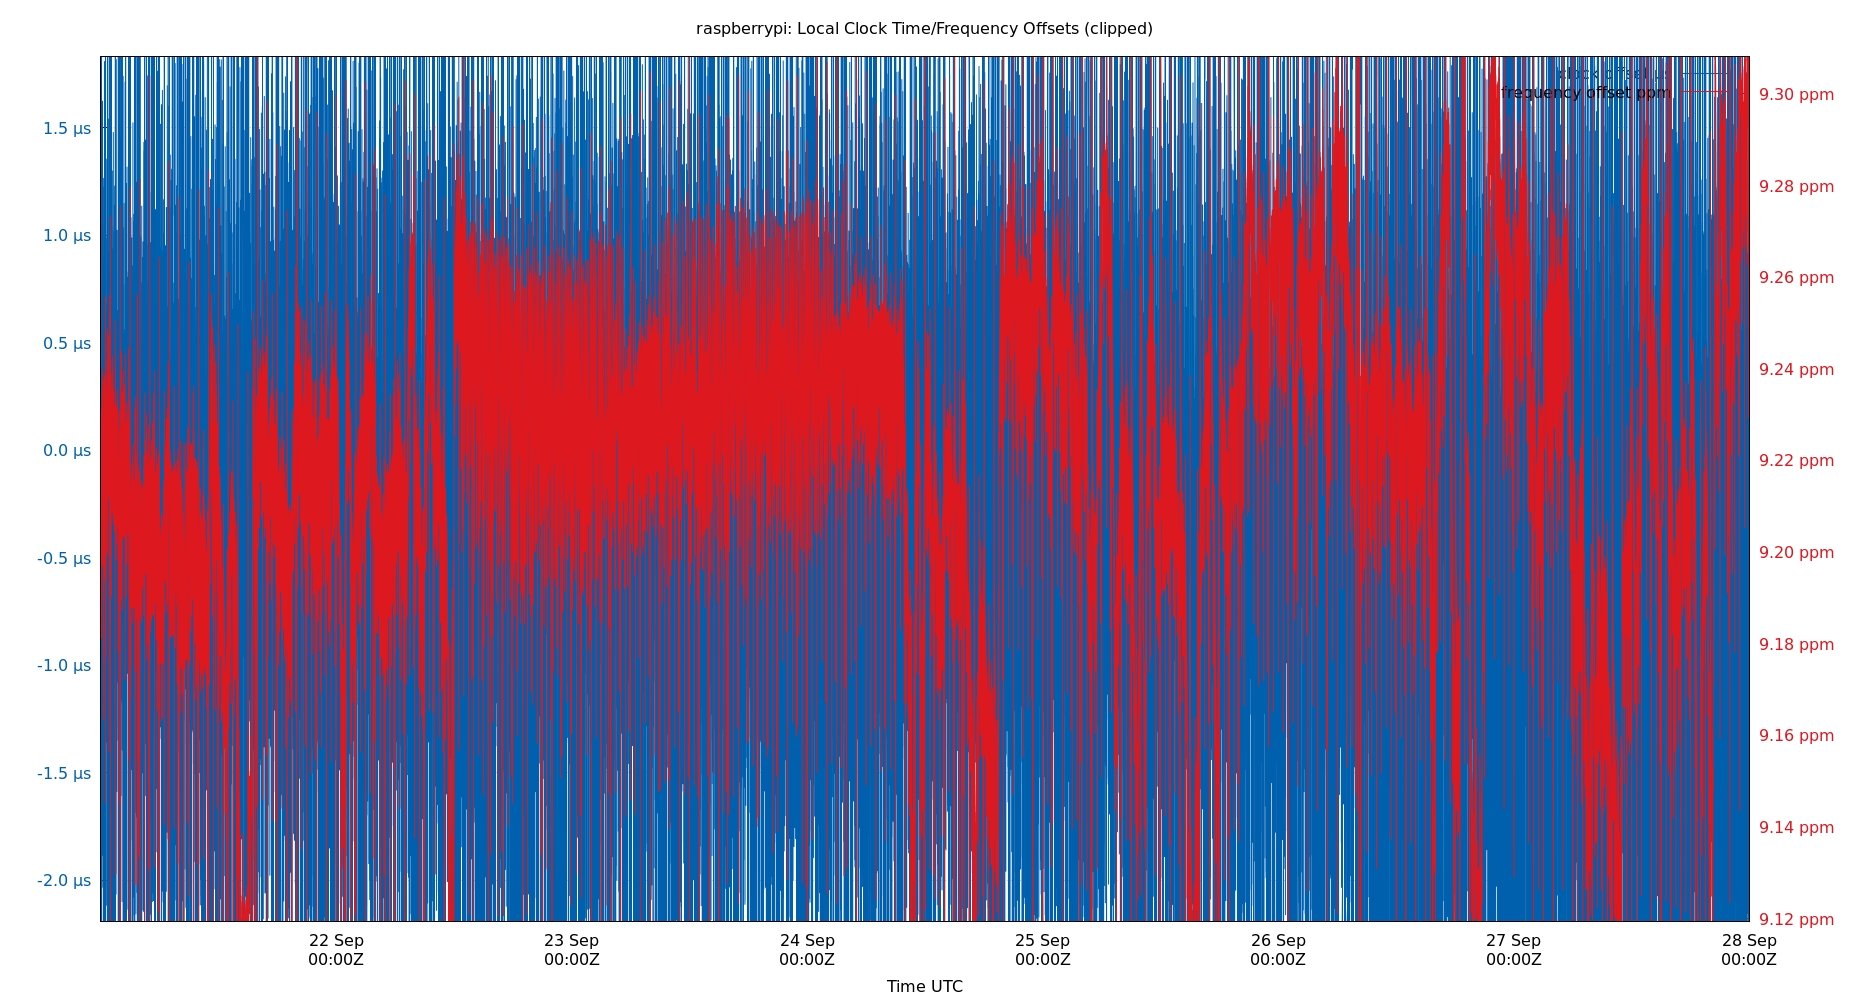 raspberrypi: Local Clock Time/Frequency Offsets (clipped)
clock offset µs
frequency offset ppm
1.5 µs
1.0 µs
0.5 µs
0.0 µs
-0.5 µs
-1.0 µs
-1.5 µs
-2.0 µs
9.30 ppm
9.28 ppm
9.26 ppm
9.24 ppm
9.22 ppm
9.20 ppm
9.18 ppm
9.16 ppm
9.14 ppm
9.12 ppm
22 Sep
00:00Z
23 Sep
00:00Z
24 Sep
00:00Z
25 Sep
00:00Z
26 Sep
00:00Z
27 Sep
00:00Z
28 Sep
00:00Z
Time UTC